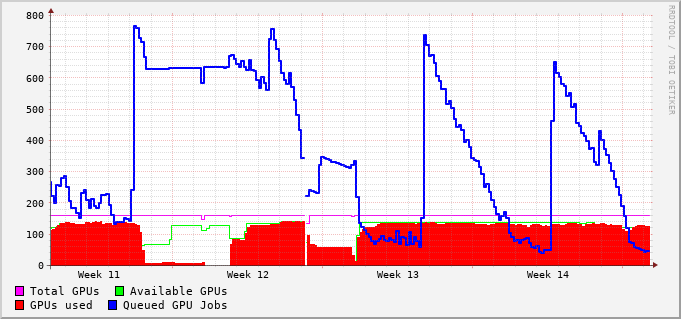 800
700
600
500
400
300
200
100
0
Week 11 Week 12 Week 13 Week 14
Total GPUs Available GPUs
GPUs used Queued GPU Jobs
RRDTOOL / TOBI OETIKER